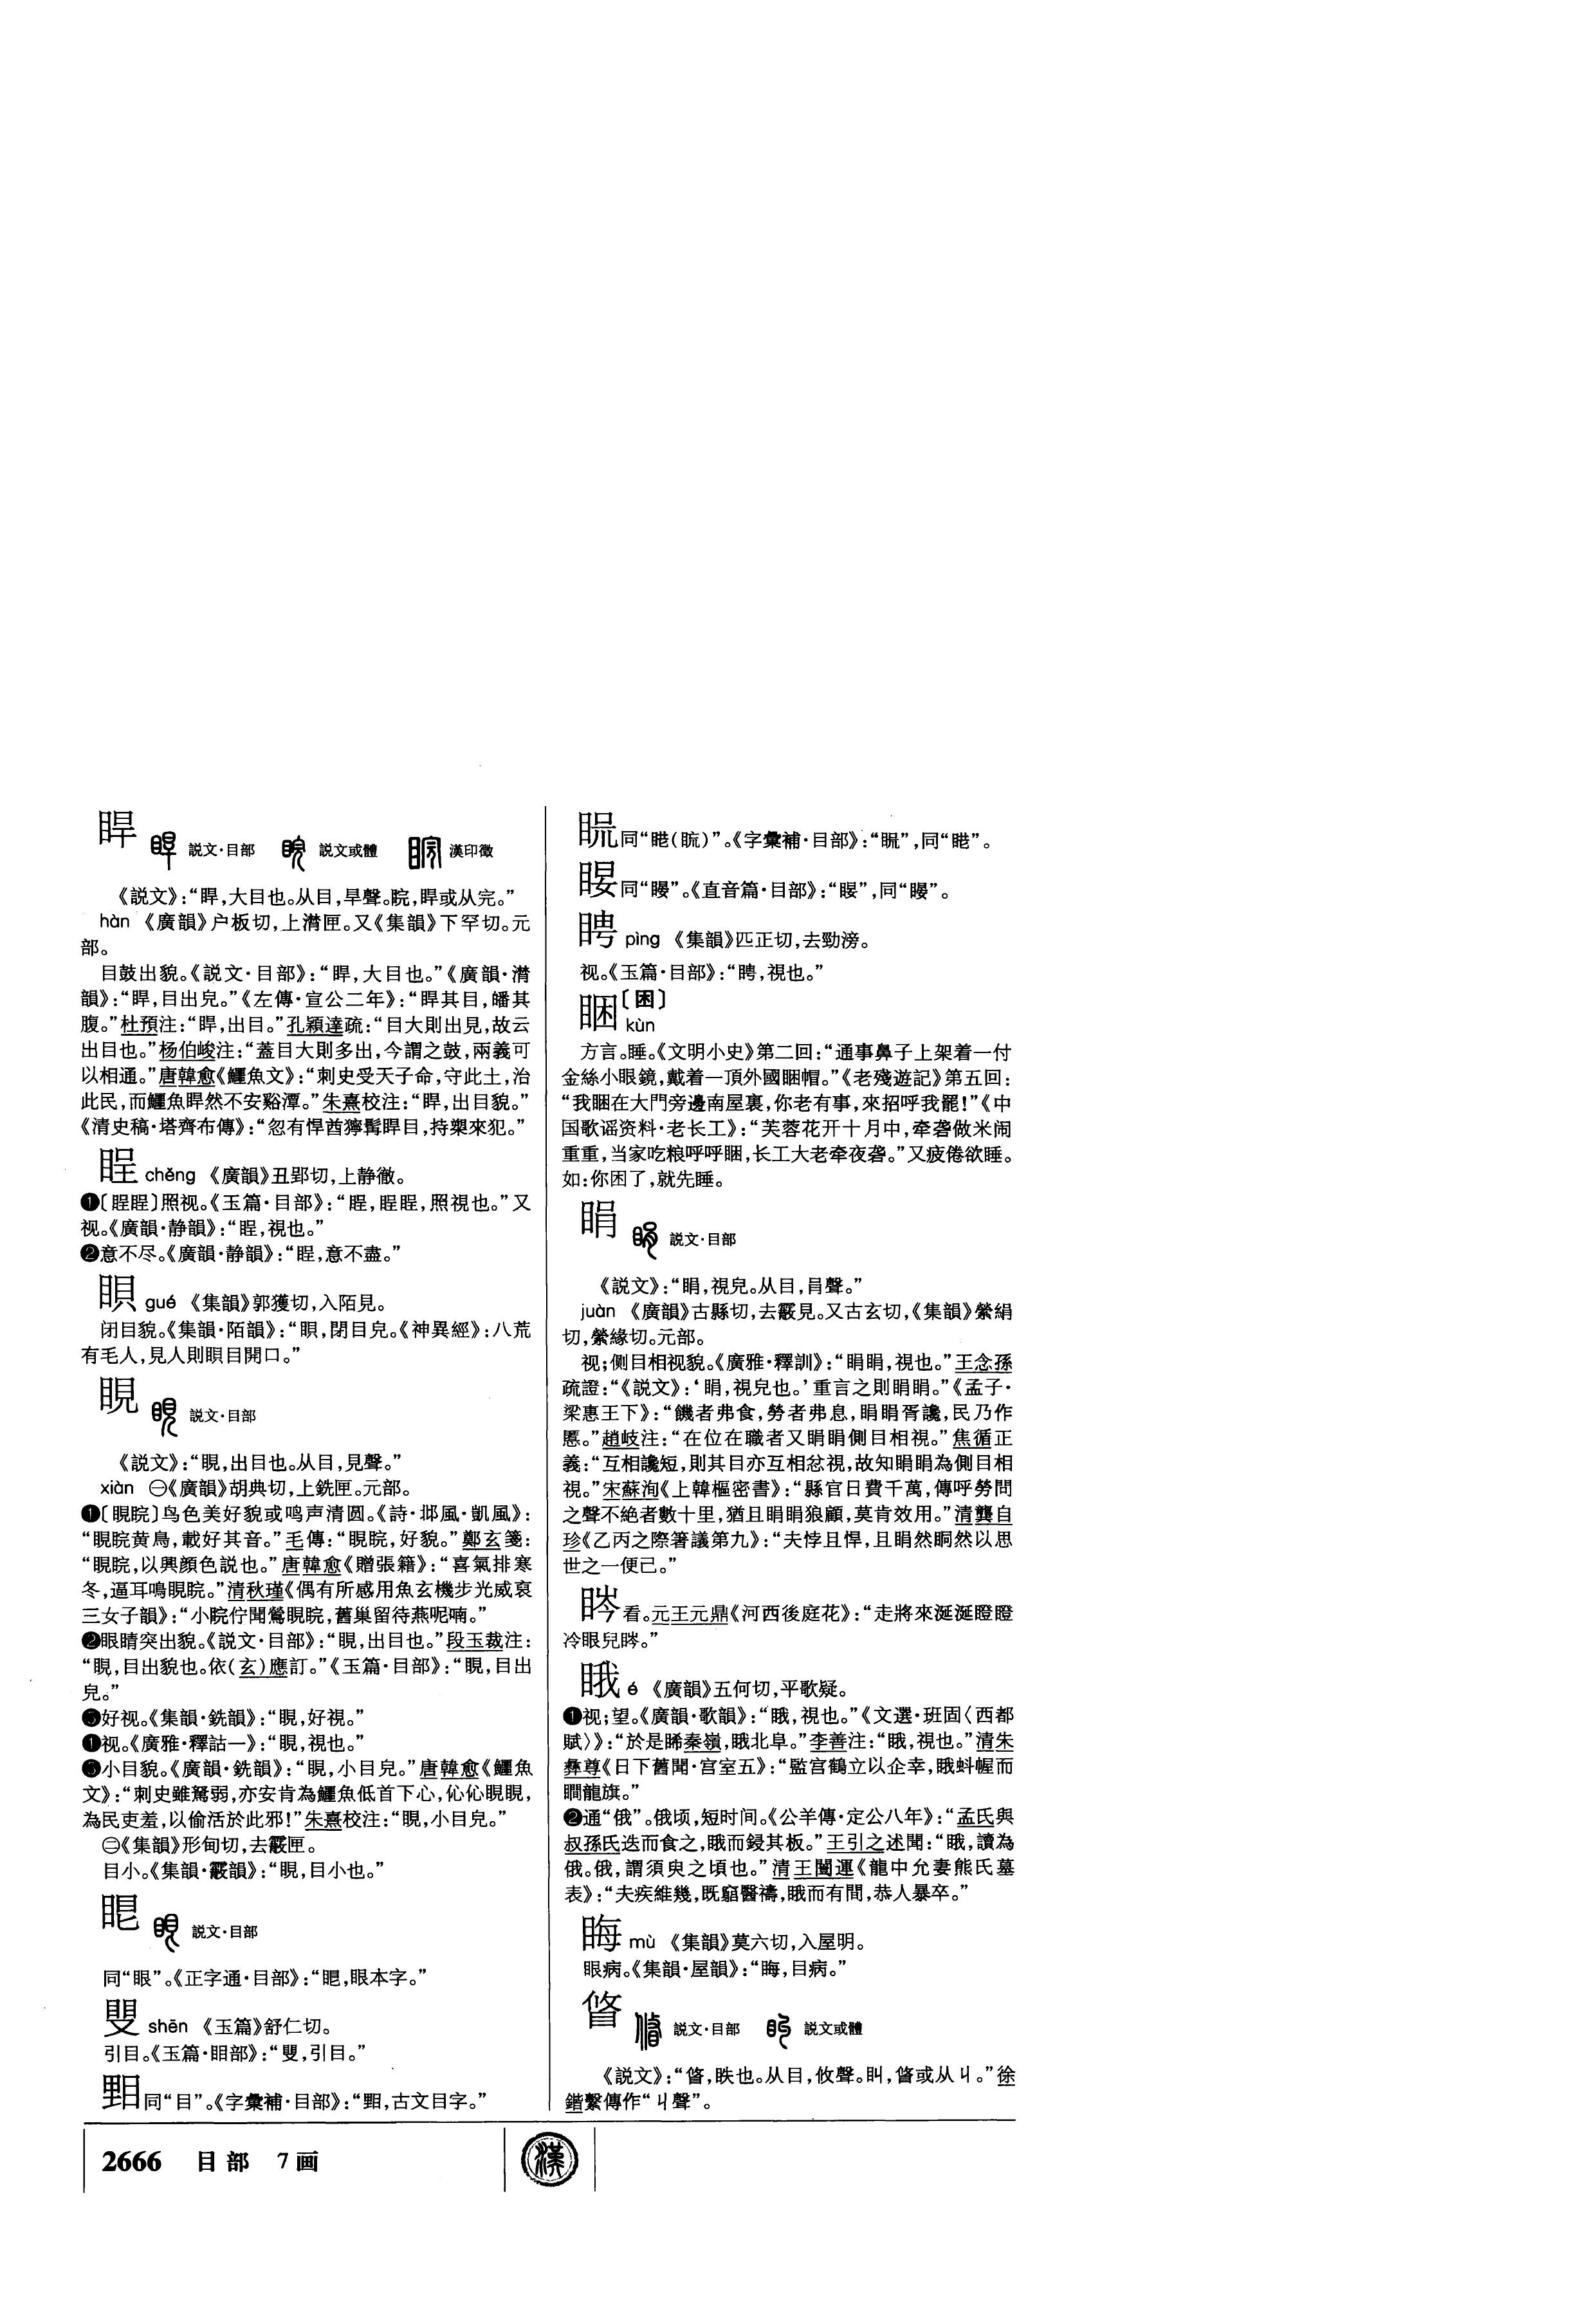 睅 説文·目部 説文或體 漢印徵
《説文》：“睅，大目也。从目，旱聲。睆，睅或从完。”
hàn 《廣韻》户板切，上潸匣。又《集韻》下罕切。元
部。
目鼓出貌。《説文·目部》：“睅，大目也。”《廣韻·潸
韻》：“睅，目出皃。”《左傳·宣公二年》：“睅其目，皤其
腹。”杜預注：“睅，出目。”孔穎達疏：“目大則出見，故云
出目也。”杨伯峻注：“蓋目大則多出，今謂之鼓，兩義可
以相通。”唐韓愈《鱷魚文》：“刺史受天子命，守此土，治
此民，而鱷魚睅然不安谿潭。”朱熹校注：“睅，出目貌。”
《清史稿·塔齊布傳》：“忽有悍酋獰髯睅目，持槊來犯。”
睈 chěng 《廣韻》丑郢切，上静徹。
❶〔睈睈〕照视。《玉篇·目部》：“睈，睈睈，照視也。”又
视。《廣韻·静韻》：“睈，視也。”
❷意不尽。《廣韻·静韻》：“睈，意不盡。”
guó 《集韻》郭獲切，入陌見。
闭目貌。《集韻·陌韻》：“，閉目皃。《神異經》：八荒
有毛人，見人則目開口。”
睍 説文·目部
《説文》：“睍，出目也。从目，見聲。”
xiàn ㊀《廣韻》胡典切，上銑匣。元部。
❶〔睍睆〕鸟色美好貌或鸣声清圆。《詩·邶風·凱風》：
“睍睆黄鳥，載好其音。”毛傳：“睍睆，好貌。”鄭玄箋：
“睍睆，以興顔色説也。”唐韓愈《贈張籍》：“喜氣排寒
冬，逼耳鳴睍睆。”清秋瑾《偶有所感用魚玄機步光威裒
三女子韻》：“小院佇聞鶯睍睆，舊巢留待燕呢喃。”
❷眼睛突出貌。《説文·目部》：“睍，出目也。”段玉裁注：
“睍，目出貌也。依（玄）應訂。”《玉篇·目部》：“睍，目出
皃。”
❸好视。《集韻·銑韻》：“睍，好視。”
❹视。《廣雅·釋詁一》：“睍，視也。”
❺小目貌。《廣韻·銑韻》：“睍，小目皃。”唐韓愈《鱷魚
文》：“刺史雖駑弱，亦安肯為鱷魚低首下心，伈伈睍睍，
為民吏羞，以偷活於此邪！”朱熹校注：“睍，小目皃。”
㊁《集韻》形甸切，去霰匣。
目小。《集韻·霰韻》：“睍，目小也。”
説文·目部
同“眼”。《正字通·目部》：“，眼本字。”
shēn 《玉篇》舒仁切。
引目。《玉篇·䀠部》：“，引目。”
同“目”。《字彙補·目部》：“，古文目字。”
同“（）”。《字彙補·目部》：“”，同“”。
同“”。《直音篇·目部》：“”，同“”。
pìng 《集韻》匹正切，去勁滂。
视。《玉篇·目部》：“，視也。”
睏〔困〕
kùn
方言。睡。《文明小史》第二回：“通事鼻子上架着一付
金絲小眼鏡，戴着一頂外國睏帽。”《老殘遊記》第五回：
“我睏在大門旁邊南屋裏，你老有事，來招呼我罷！”《中
国歌谣资料·老长工》：“芙蓉花开十月中，牵砻做米闹
重重，当家吃粮呼呼睏，长工大老牵夜砻。”又疲倦欲睡。
如：你困了，就先睡。
睊 説文·目部
《説文》：“睊，視皃。从目，肙聲。”
juàn 《廣韻》古縣切，去霰見。又古玄切，《集韻》縈絹
切，縈緣切。元部。
视；侧目相视貌。《廣雅·釋訓》：“睊睊，視也。”王念孫
疏證：“《説文》：‘睊，視皃也。’重言之則睊睊。”《孟子·
梁惠王下》：“饑者弗食，勞者弗息，睊睊胥讒，民乃作
慝。”趙岐注：“在位在職者又睊睊側目相視。”焦循正
義：“互相讒短，則其目亦互相忿視，故知睊睊為側目相
視。”宋蘇洵《上韓樞密書》：“縣官日費千萬，傳呼勞問
之聲不絶者數十里，猶且睊睊狼顧，莫肯效用。”清龔自
珍《乙丙之際箸議第九》：“夫悖且悍，且睊然眮然以思
世之一便己。”
看。元王元鼎《河西後庭花》：“走將來涎涎瞪瞪
冷眼兒。”
睋 é 《廣韻》五何切，平歌疑。
❶视；望。《廣韻·歌韻》：“睋，視也。”《文選·班固〈西都
賦〉》：“於是睎秦嶺，睋北阜。”李善注：“睋，視也。”清朱
彝尊《日下舊聞·宫室五》：“監宫鶴立以企幸，睋蚪幄而
瞷龍旗。”
❷通“俄”。俄顷，短时间。《公羊傳·定公八年》：“孟氏與
叔孫氏迭而食之，睋而鋟其板。”王引之述聞：“睋，讀為
俄。俄，謂須臾之頃也。”清王闓運《龍中允妻熊氏墓
表》：“夫疾維幾，既窮醫禱，睋而有間，恭人暴卒。”
䀲 mù 《集韻》莫六切，入屋明。
眼病。《集韻·屋韻》：“，目病。”
䀺 説文·目部 説文或體
《説文》：“䀺，眣也。从目，攸聲。，䀺或从丩。”徐
鍇繫傳作“丩聲”。
2666 目部 7画
漢